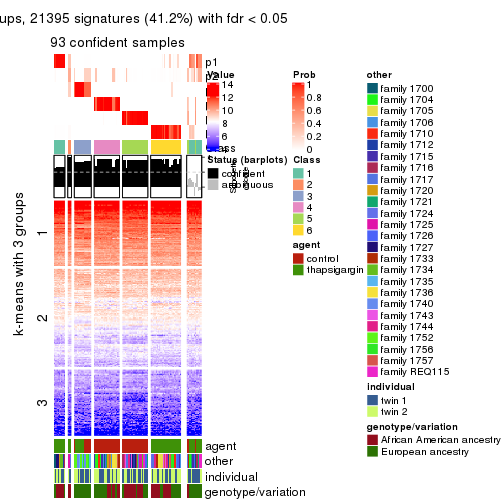 ups, 21395 signatures (41.2%) with fdr < 0.05
93 confident samples
p1
p2
Class
k-means with 3 groups
1
2
3
agent
other
individual
genotype/variation
Value
14
12
10
8
6
Status (barplots)
confident
ambiguous
Prob
1
0.8
0.6
0.4
0.2
0
Class
1
2
3
4
5
6
agent
control
thapsigargin
other
family 1700
family 1704
family 1705
family 1706
family 1710
family 1712
family 1715
family 1716
family 1717
family 1720
family 1721
family 1724
family 1725
family 1726
family 1727
family 1733
family 1734
family 1735
family 1736
family 1740
family 1743
family 1744
family 1752
family 1756
family 1757
family REQ115
individual
twin 1
twin 2
genotype/variation
African American ancestry
European ancestry